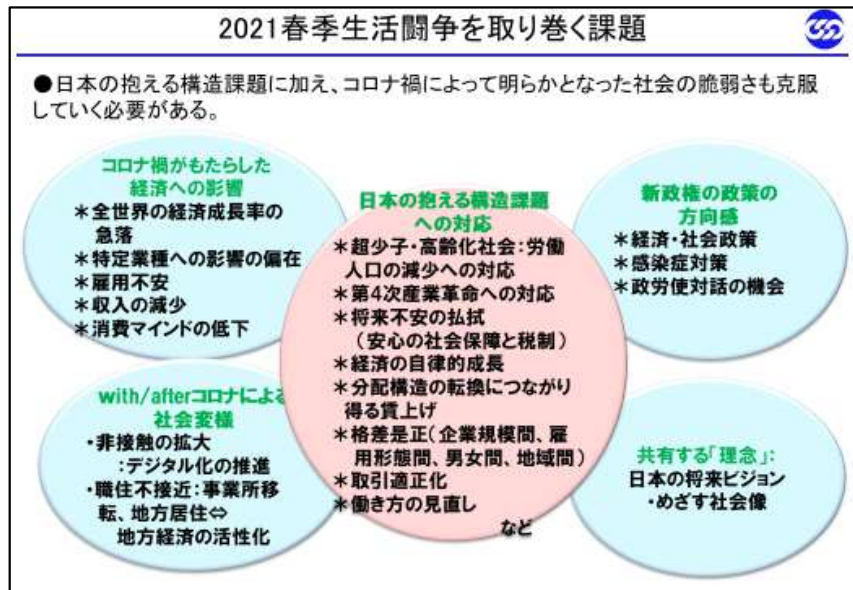 2021春季生活闘争を取り巻く課題
●日本の抱える構造課題に加え、コロナ禍によって明らかとなった社会の脆弱さも克服
していく必要がある。
コロナ禍がもたらした
経済への影響
＊全世界の経済成長率の
急落
＊特定業種への影響の偏在
＊雇用不安
＊収入の減少
＊消費マインドの低下
日本の抱える構造課題
への対応
＊超少子・高齢化社会：労働
人口の減少への対応
＊第4次産業革命への対応
＊将来不安の払拭
（安心の社会保障と税制）
＊経済の自律的成長
＊分配構造の転換につながり
得る賃上げ
＊格差是正（企業規模間、雇
用形態間、男女間、地域間）
＊取引適正化
＊働き方の見直し
など
新政権の政策の
方向感
＊経済・社会政策
＊感染症対策
＊政労使対話の機会
with/afterコロナによる
社会変様
・非接触の拡大
：デジタル化の推進
・職住不接近：事業所移
転、地方居住⇔
地方経済の活性化
共有する「理念」：
日本の将来ビジョン
・めざす社会像